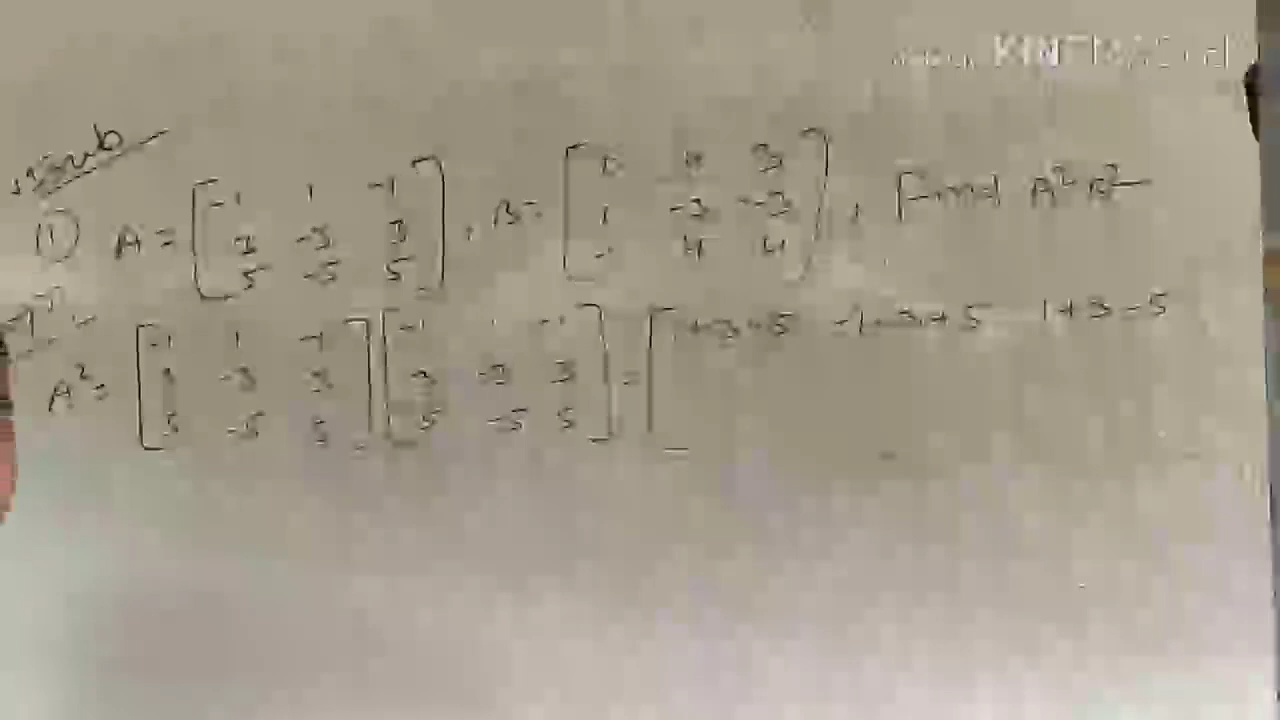 KINEMASTER
① A = [ -1 1 -1 3 -3 3 5 -5 5 ], B = [ 0 4 3 1 -3 -3 -1 4 4 ], Find A² B²
A² = [ -1 1 -1 3 -3 3 5 -5 5 ] [ -1 1 -1 3 -3 3 5 -5 5 ] = [ 1+3-5 -1-3+5 1+3-5